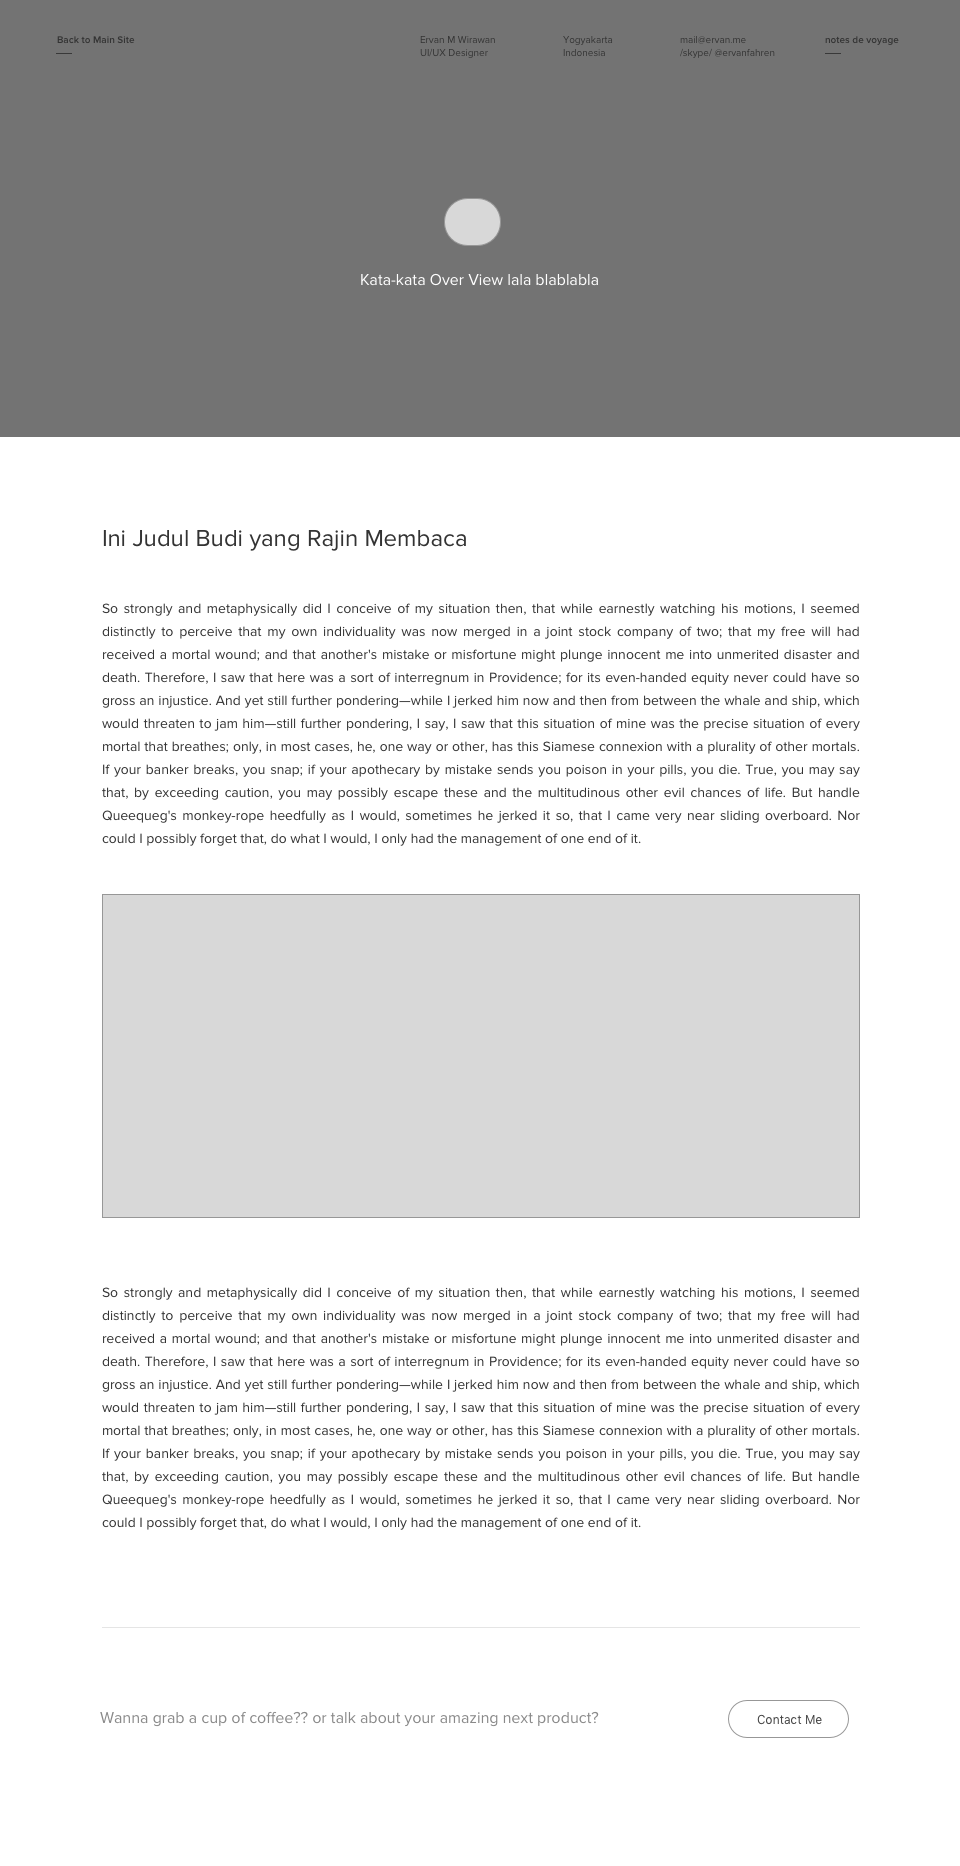 Back to Main Site
Ervan M Wirawan
UI/UX Designer
Yogyakarta
Indonesia
mail@ervan.me
/skype/ @ervanfahren
notes de voyage
Kata-kata Over View lala blablabla
Ini Judul Budi yang Rajin Membaca
So strongly and metaphysically did I conceive of my situation then, that while earnestly watching his motions, I seemed
distinctly to perceive that my own individuality was now merged in a joint stock company of two; that my free will had
received a mortal wound; and that another's mistake or misfortune might plunge innocent me into unmerited disaster and
death. Therefore, I saw that here was a sort of interregnum in Providence; for its even-handed equity never could have so
gross an injustice. And yet still further pondering—while I jerked him now and then from between the whale and ship, which
would threaten to jam him—still further pondering, I say, I saw that this situation of mine was the precise situation of every
mortal that breathes; only, in most cases, he, one way or other, has this Siamese connexion with a plurality of other mortals.
If your banker breaks, you snap; if your apothecary by mistake sends you poison in your pills, you die. True, you may say
that, by exceeding caution, you may possibly escape these and the multitudinous other evil chances of life. But handle
Queequeg's monkey-rope heedfully as I would, sometimes he jerked it so, that I came very near sliding overboard. Nor
could I possibly forget that, do what I would, I only had the management of one end of it.
So strongly and metaphysically did I conceive of my situation then, that while earnestly watching his motions, I seemed
distinctly to perceive that my own individuality was now merged in a joint stock company of two; that my free will had
received a mortal wound; and that another's mistake or misfortune might plunge innocent me into unmerited disaster and
death. Therefore, I saw that here was a sort of interregnum in Providence; for its even-handed equity never could have so
gross an injustice. And yet still further pondering—while I jerked him now and then from between the whale and ship, which
would threaten to jam him—still further pondering, I say, I saw that this situation of mine was the precise situation of every
mortal that breathes; only, in most cases, he, one way or other, has this Siamese connexion with a plurality of other mortals.
If your banker breaks, you snap; if your apothecary by mistake sends you poison in your pills, you die. True, you may say
that, by exceeding caution, you may possibly escape these and the multitudinous other evil chances of life. But handle
Queequeg's monkey-rope heedfully as I would, sometimes he jerked it so, that I came very near sliding overboard. Nor
could I possibly forget that, do what I would, I only had the management of one end of it.
Wanna grab a cup of coffee?? or talk about your amazing next product?
Contact Me